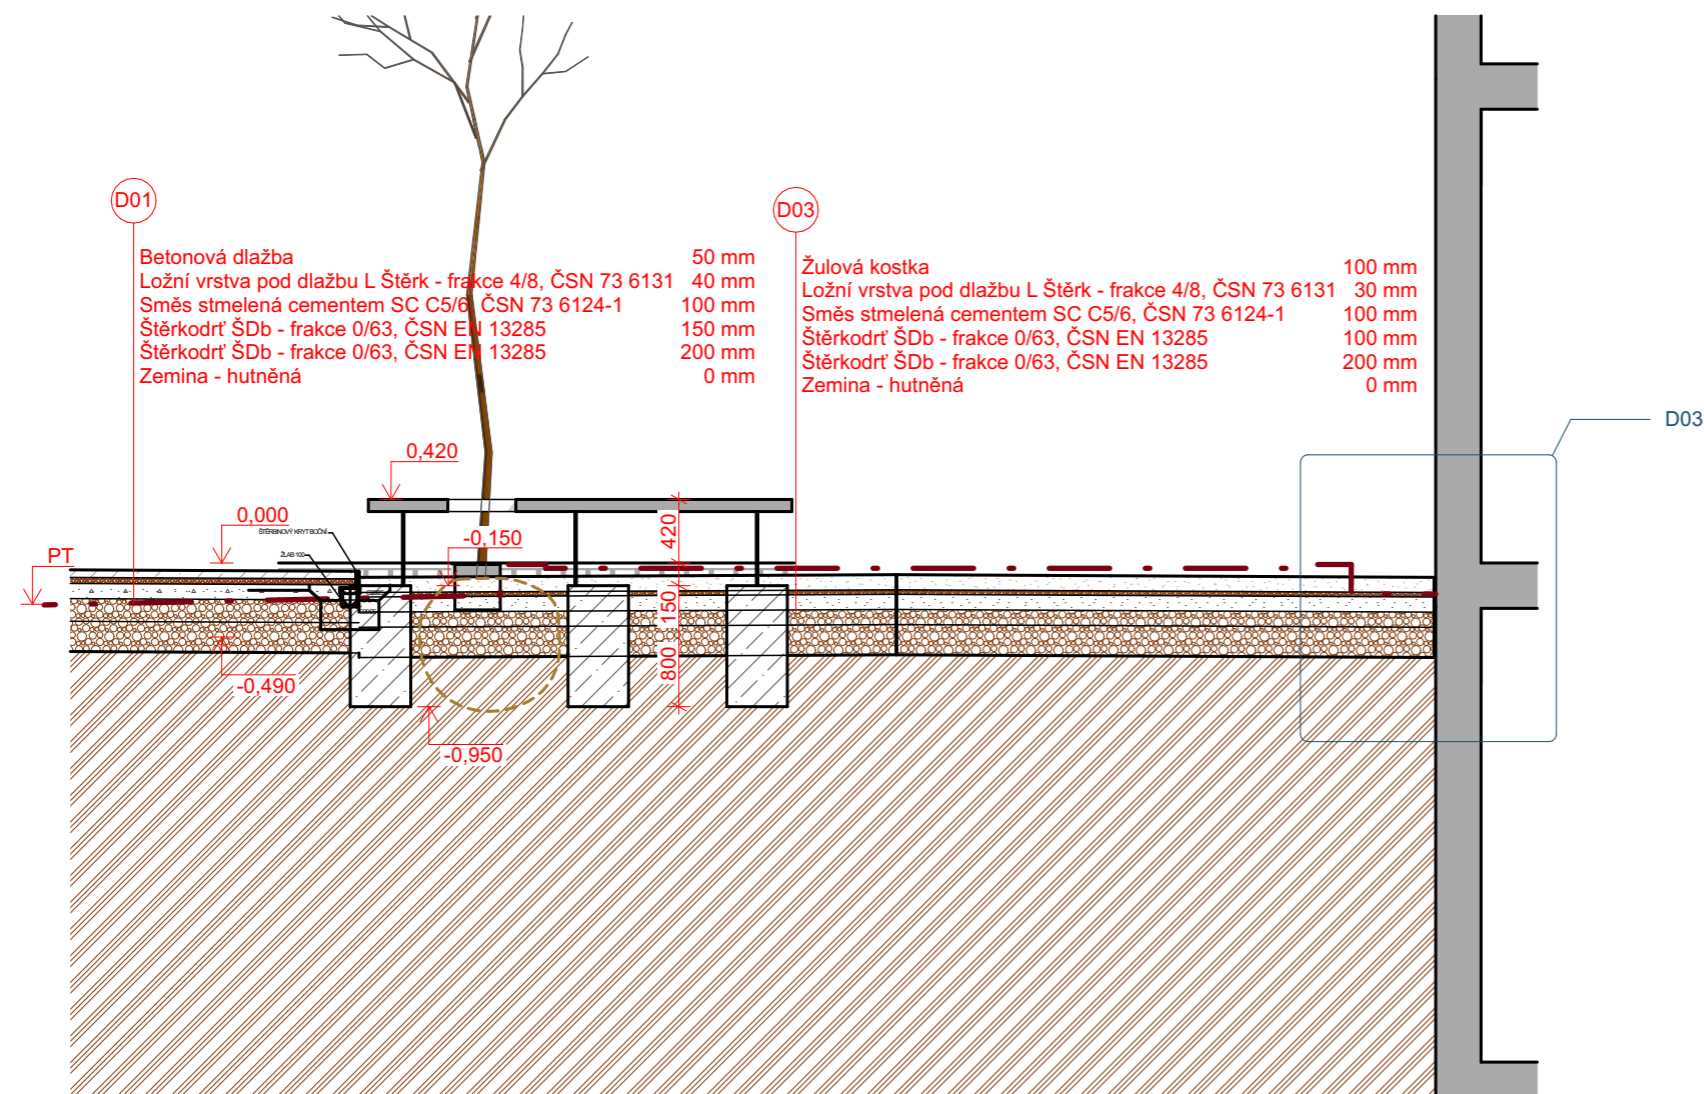 D01
Betonová dlažba 50 mm
Ložní vrstva pod dlažbu L Štěrk - frakce 4/8, ČSN 73 6131 40 mm
Směs stmelená cementem SC C5/6, ČSN 73 6124-1 100 mm
Štěrkodrť ŠDb - frakce 0/63, ČSN EN 13285 150 mm
Štěrkodrť ŠDb - frakce 0/63, ČSN EN 13285 200 mm
Zemina - hutněná 0 mm
D03
Žulová kostka 100 mm
Ložní vrstva pod dlažbu L Štěrk - frakce 4/8, ČSN 73 6131 30 mm
Směs stmelená cementem SC C5/6, ČSN 73 6124-1 100 mm
Štěrkodrť ŠDb - frakce 0/63, ČSN EN 13285 100 mm
Štěrkodrť ŠDb - frakce 0/63, ČSN EN 13285 200 mm
Zemina - hutněná 0 mm
D03
0,420
0,000
ŠTĚRBINOVÝ KRYT BOČNÍ
ŽLAB 100
-0,150
PT
420
150
800
-0,490
-0,950